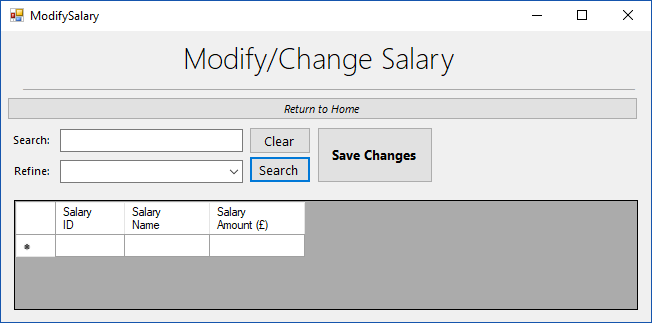 ModifySalary
Modify/Change Salary
Return to Home
Search:
Clear
Save Changes
Refine:
Search
Salary ID
Salary Name
Salary Amount (£)